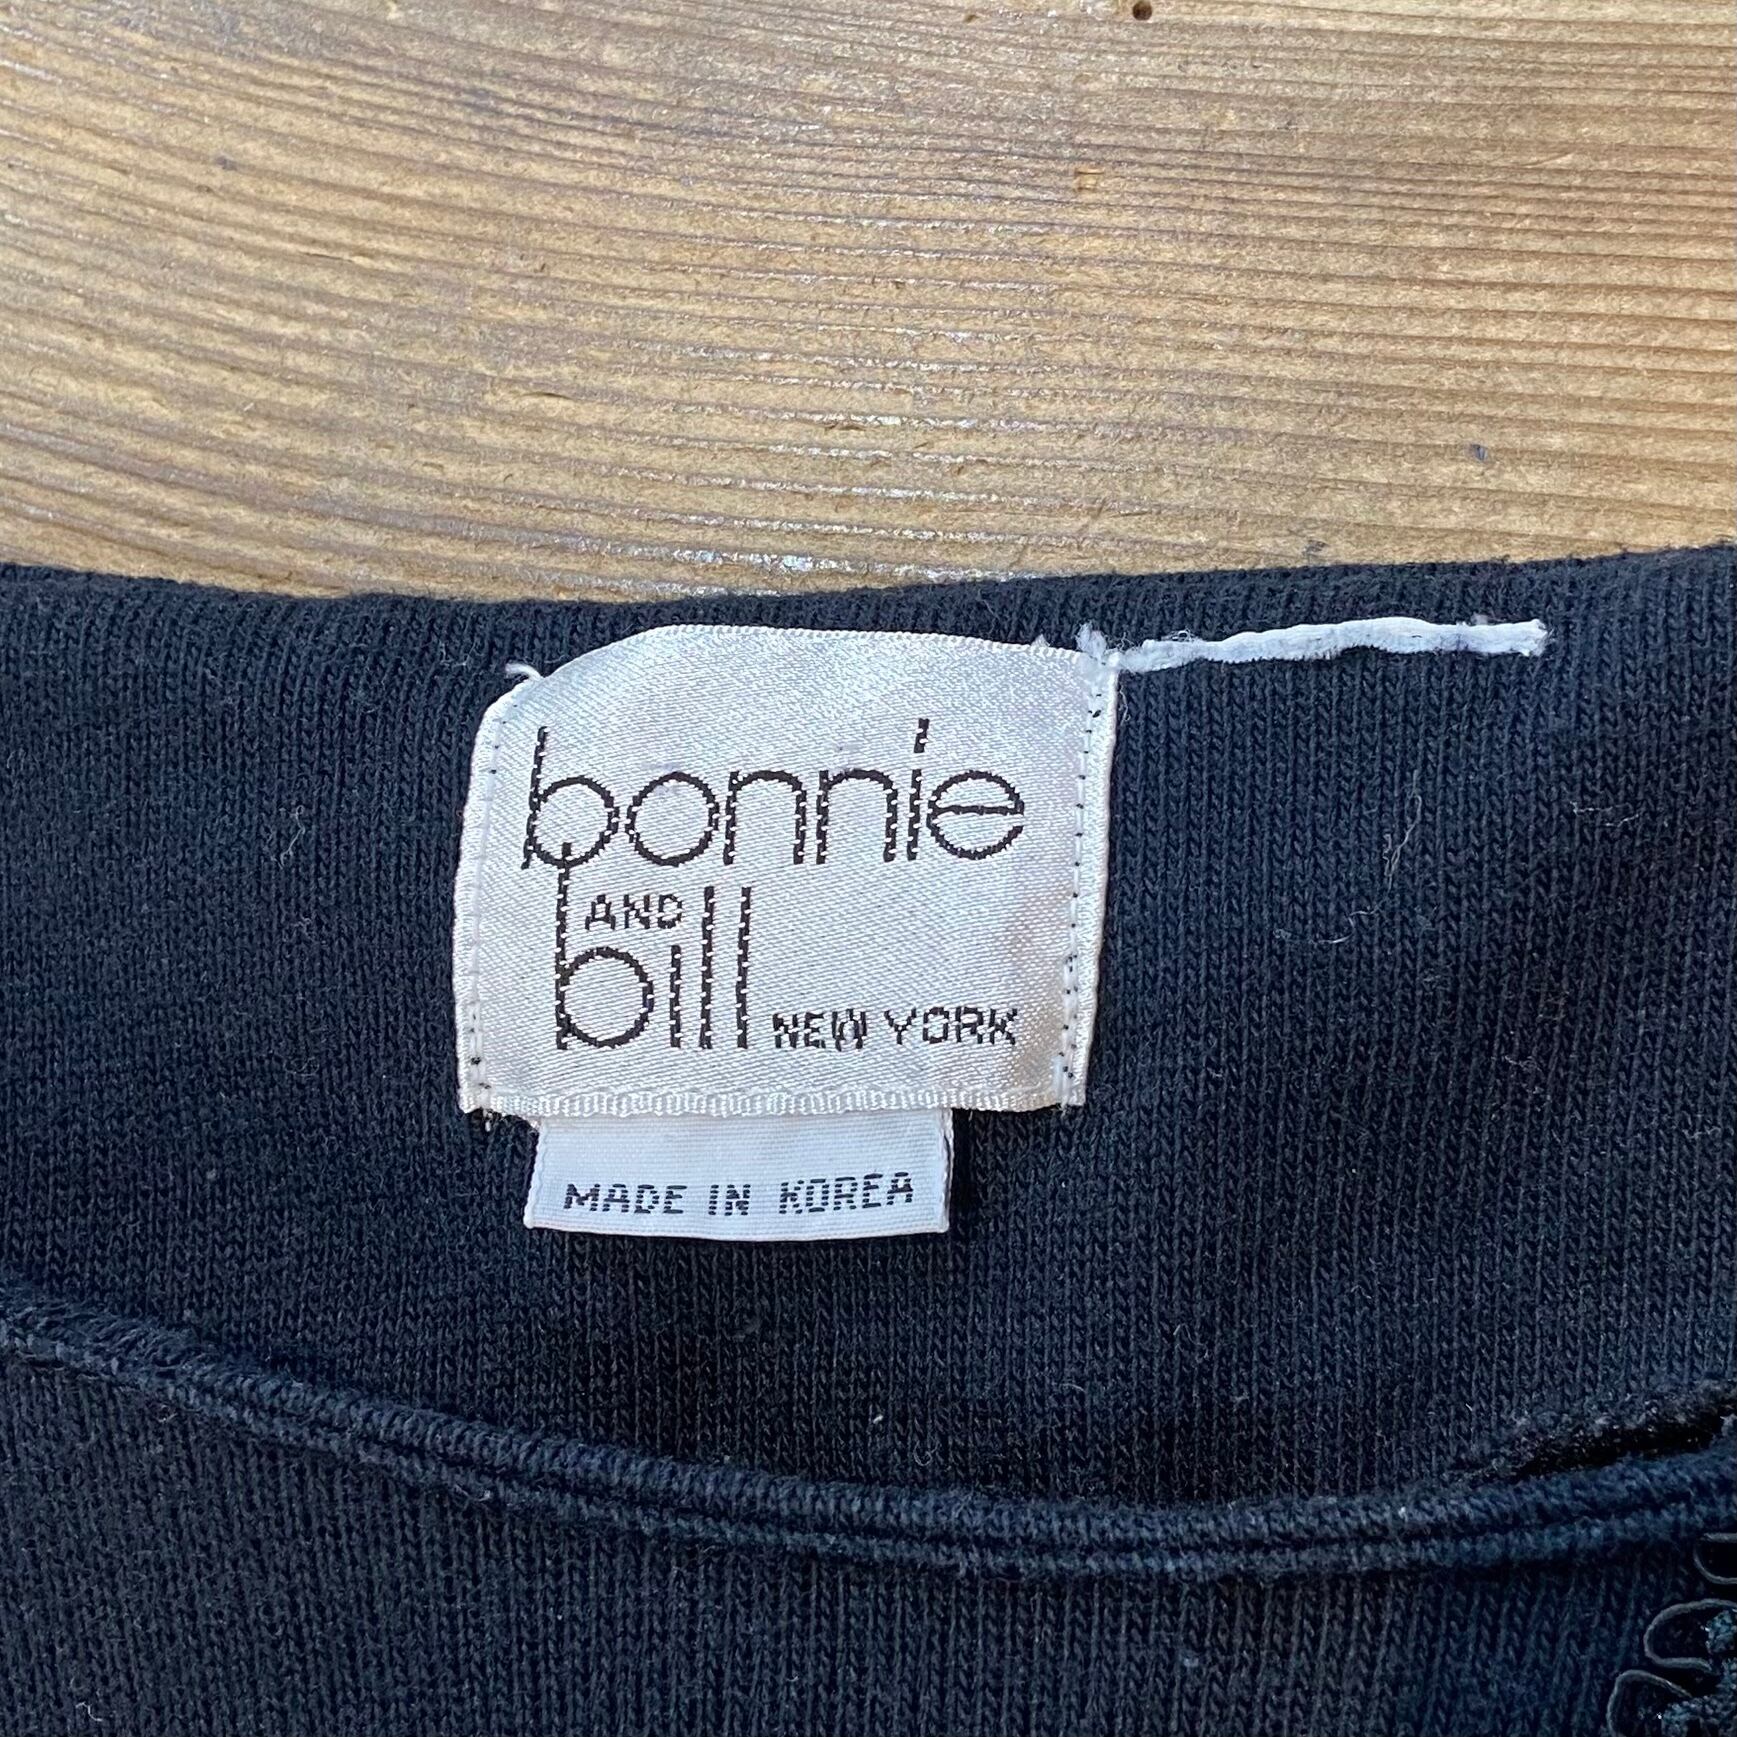 bonnie
AND
bill NEW YORK
MADE IN KOREA